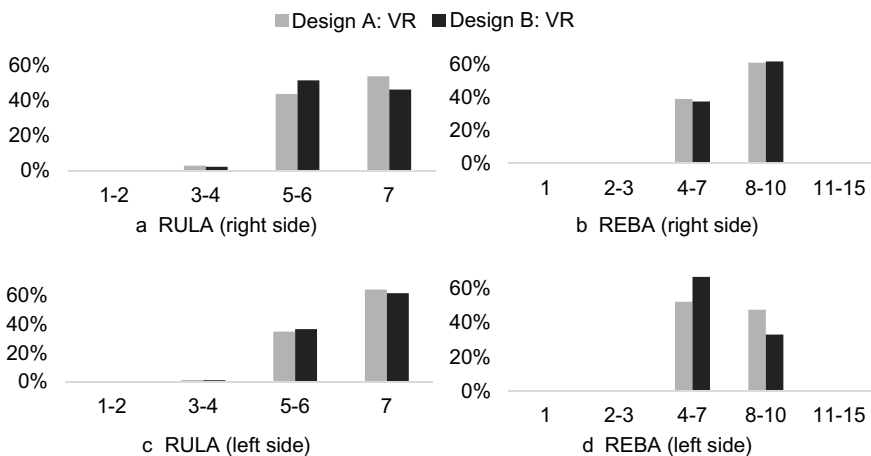 Design A: VR Design B: VR
60%
40%
20%
0%
1-2 3-4 5-6 7
a RULA (right side)
60%
40%
20%
0%
1 2-3 4-7 8-10 11-15
b REBA (right side)
60%
40%
20%
0%
1-2 3-4 5-6 7
c RULA (left side)
60%
40%
20%
0%
1 2-3 4-7 8-10 11-15
d REBA (left side)